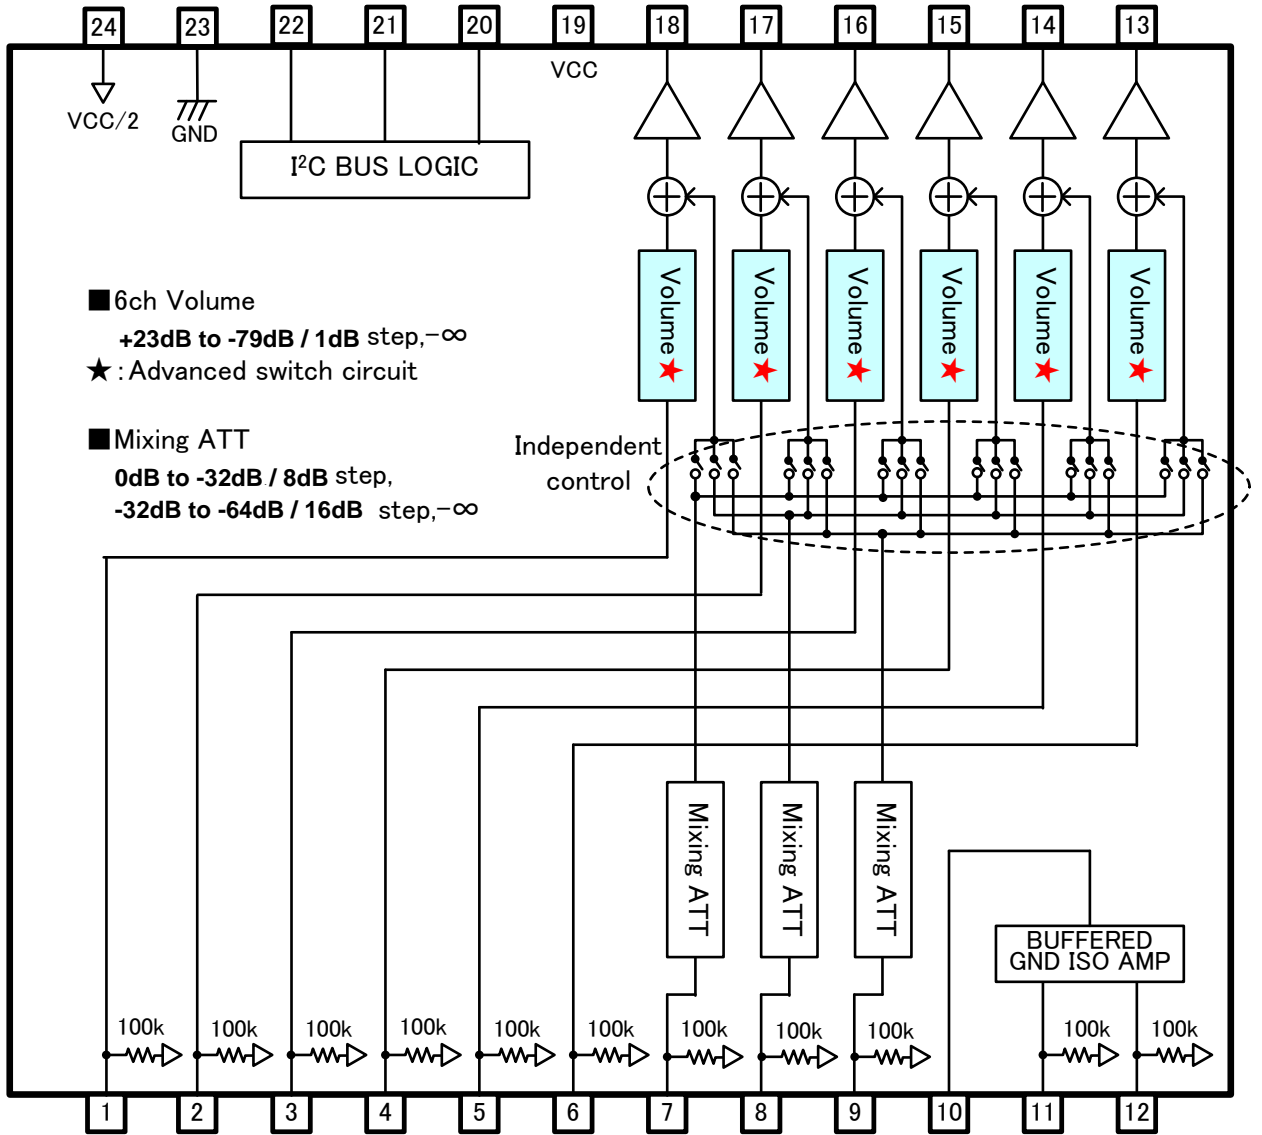 24 23 22 21 20 19 18 17 16 15 14 13
VCC
VCC/2
GND
I²C BUS LOGIC
Volume★ Volume★ Volume★ Volume★ Volume★ Volume★
■6ch Volume
+23dB to -79dB / 1dB step,-∞
★:Advanced switch circuit
■Mixing ATT
0dB to -32dB / 8dB step,
-32dB to -64dB / 16dB step,-∞
Independent
control
Mixing ATT Mixing ATT Mixing ATT
BUFFERED
GND ISO AMP
100k 100k 100k 100k 100k 100k 100k 100k 100k 100k 100k
1 2 3 4 5 6 7 8 9 10 11 12